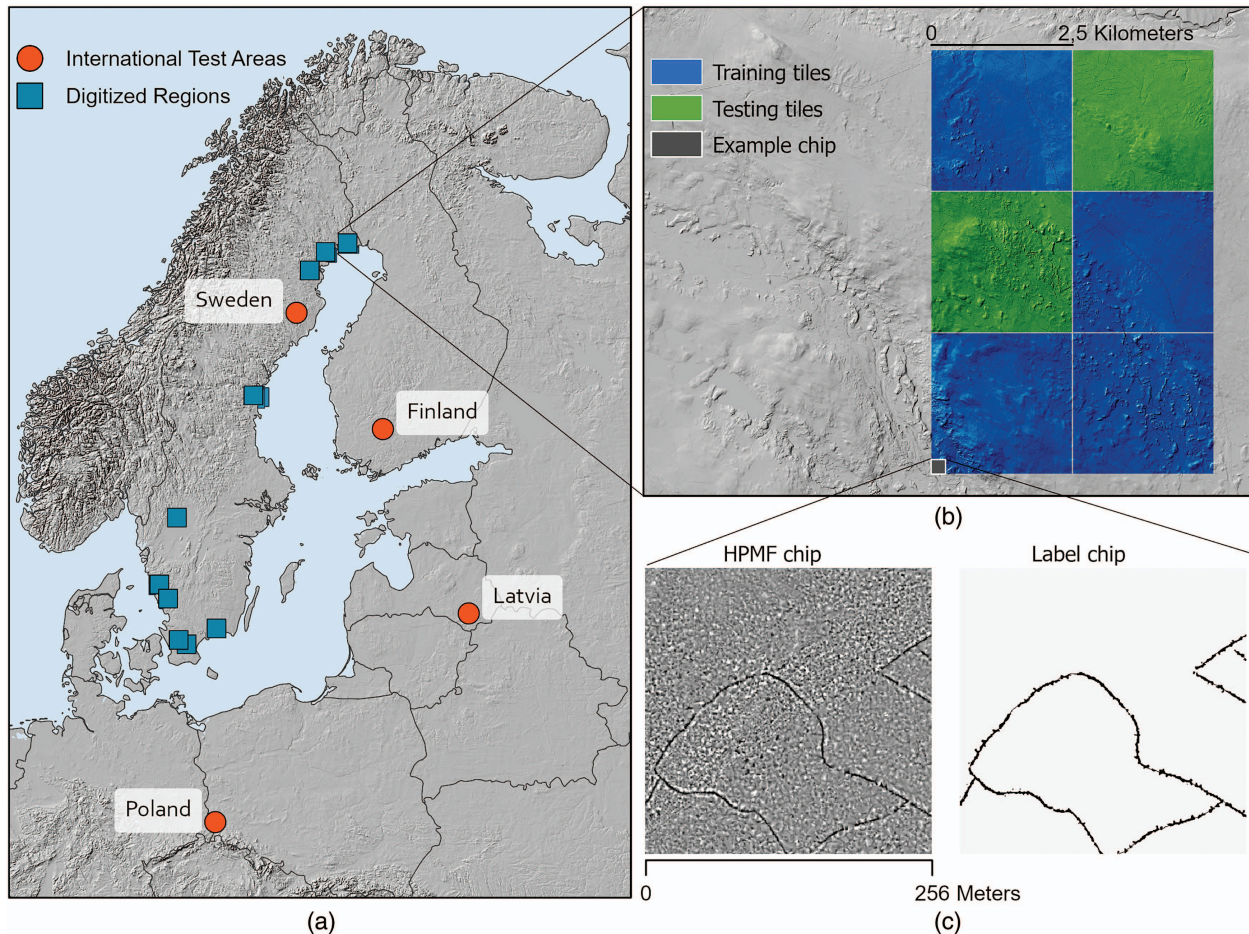 International Test Areas
Digitized Regions
Sweden
Finland
Latvia
Poland
(a)
0 2,5 Kilometers
Training tiles
Testing tiles
Example chip
(b)
HPMF chip
Label chip
0 256 Meters
(c)